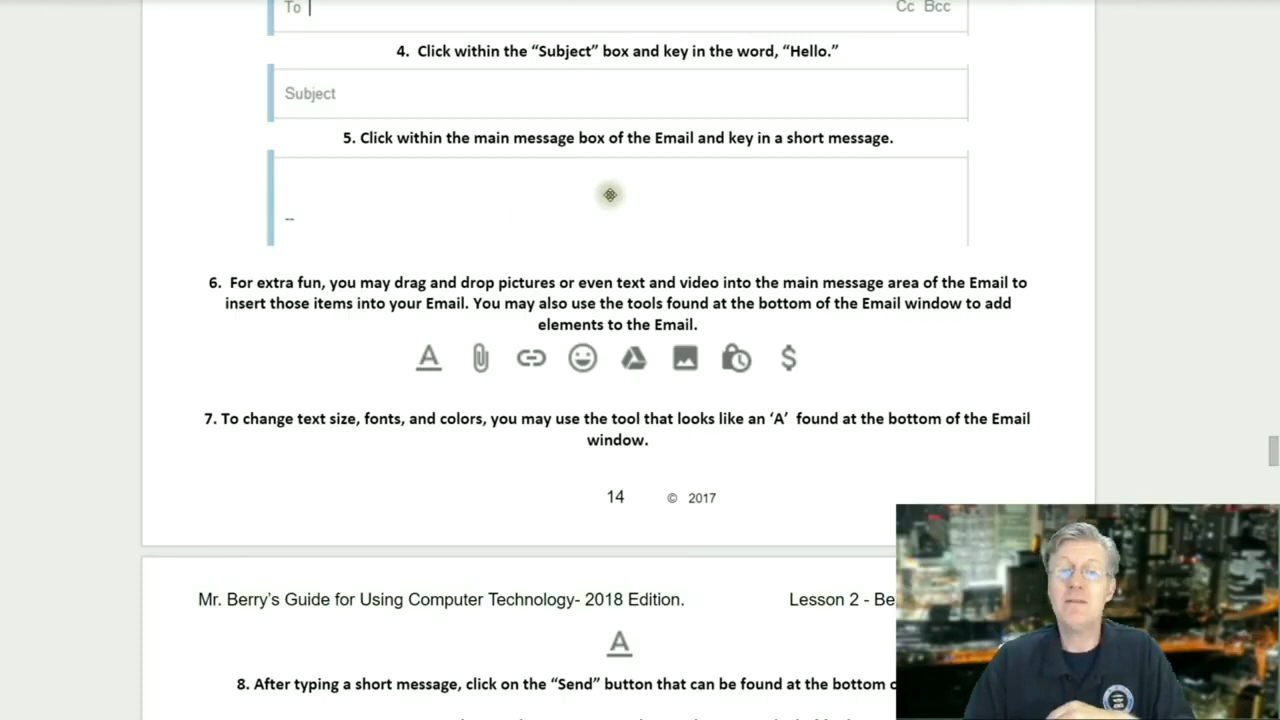 To
Cc Bcc
4. Click within the “Subject” box and key in the word, “Hello.”
Subject
5. Click within the main message box of the Email and key in a short message.
--
6. For extra fun, you may drag and drop pictures or even text and video into the main message area of the Email to
insert those items into your Email. You may also use the tools found at the bottom of the Email window to add
elements to the Email.
A $
7. To change text size, fonts, and colors, you may use the tool that looks like an ‘A’ found at the bottom of the Email
window.
14 © 2017
Mr. Berry’s Guide for Using Computer Technology- 2018 Edition. Lesson 2 - Be
A
8. After typing a short message, click on the “Send” button that can be found at the bottom